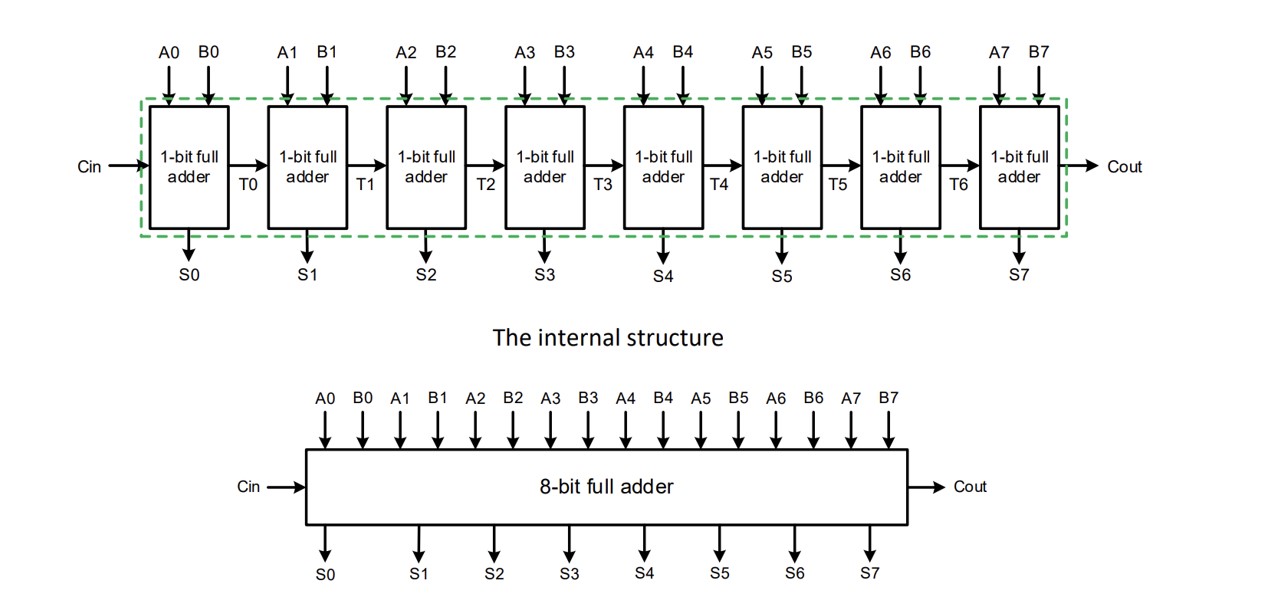 A0 B0 A1 B1 A2 B2 A3 B3 A4 B4 A5 B5 A6 B6 A7 B7
Cin 1-bit full 1-bit full 1-bit full 1-bit full 1-bit full 1-bit full 1-bit full 1-bit full Cout
adder adder adder adder adder adder adder adder
T0 T1 T2 T3 T4 T5 T6
S0 S1 S2 S3 S4 S5 S6 S7
The internal structure
A0 B0 A1 B1 A2 B2 A3 B3 A4 B4 A5 B5 A6 B6 A7 B7
Cin 8-bit full adder Cout
S0 S1 S2 S3 S4 S5 S6 S7